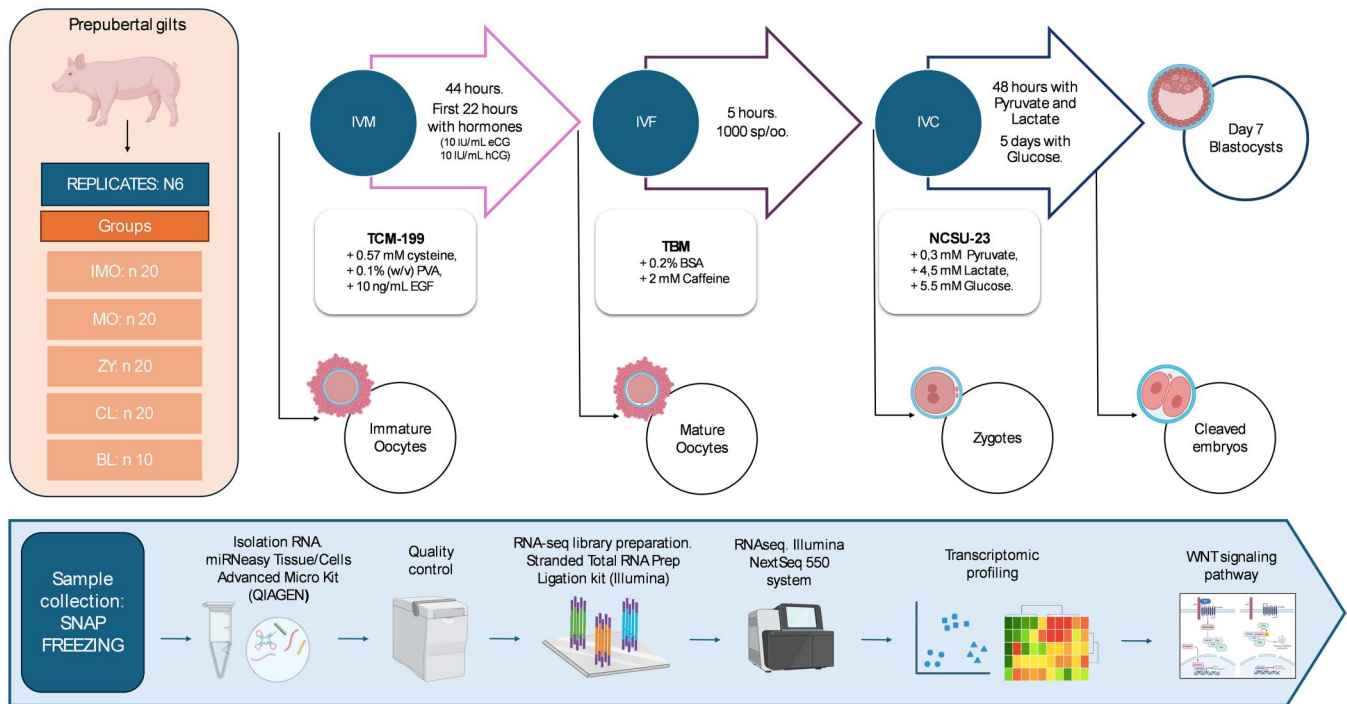 Prepubertal gilts
REPLICATES: N6
Groups
IMO: n 20
MO: n 20
ZY: n 20
CL: n 20
BL: n 10
IVM
44 hours.
First 22 hours
with hormones
(10 IU/mL eCG
10 IU/mL hCG)
IVF
5 hours.
1000 sp/oo.
IVC
48 hours with
Pyruvate and
Lactate
5 days with
Glucose.
Day 7
Blastocysts
TCM-199
+ 0.57 mM cysteine,
+ 0.1% (w/v) PVA,
+ 10 ng/mL EGF
TBM
+ 0.2% BSA
+ 2 mM Caffeine
NCSU-23
+ 0,3 mM Pyruvate,
+ 4,5 mM Lactate,
+ 5.5 mM Glucose.
Immature
Oocytes
Mature
Oocytes
Zygotes
Cleaved
embryos
Sample
collection:
SNAP
FREEZING
Isolation RNA.
miRNeasy Tissue/Cells
Advanced Micro Kit
(QIAGEN)
Quality
control
RNA-seq library preparation.
Stranded Total RNA Prep
Ligation kit (Illumina)
RNAseq. Illumina
NextSeq 550
system
Transcriptomic
profiling
WNT signaling
pathway